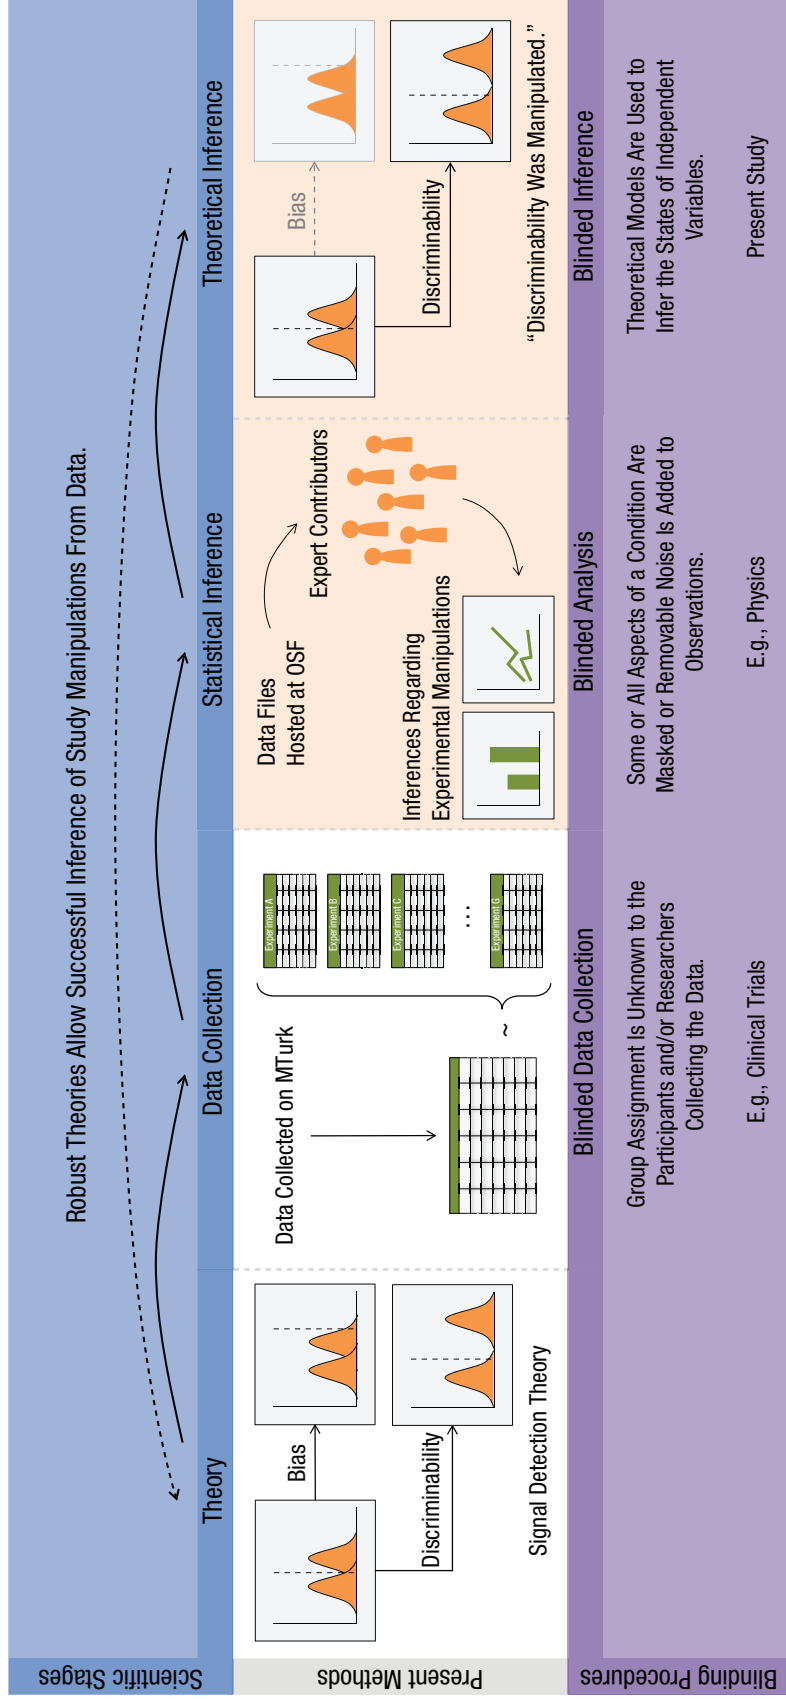 Scientific Stages
Robust Theories Allow Successful Inference of Study Manipulations From Data.
Theory
Data Collection
Statistical Inference
Theoretical Inference
Present Methods
Bias
Discriminability
Signal Detection Theory
Data Collected on MTurk
~
Experiment A
Experiment B
Experiment C
...
Experiment G
Data Files
Hosted at OSF
Expert Contributors
Inferences Regarding
Experimental Manipulations
Bias
Discriminability
“Discriminability Was Manipulated.”
Blinding Procedures
Blinded Data Collection
Group Assignment Is Unknown to the
Participants and/or Researchers
Collecting the Data.
E.g., Clinical Trials
Blinded Analysis
Some or All Aspects of a Condition Are
Masked or Removable Noise Is Added to
Observations.
E.g., Physics
Blinded Inference
Theoretical Models Are Used to
Infer the States of Independent
Variables.
Present Study